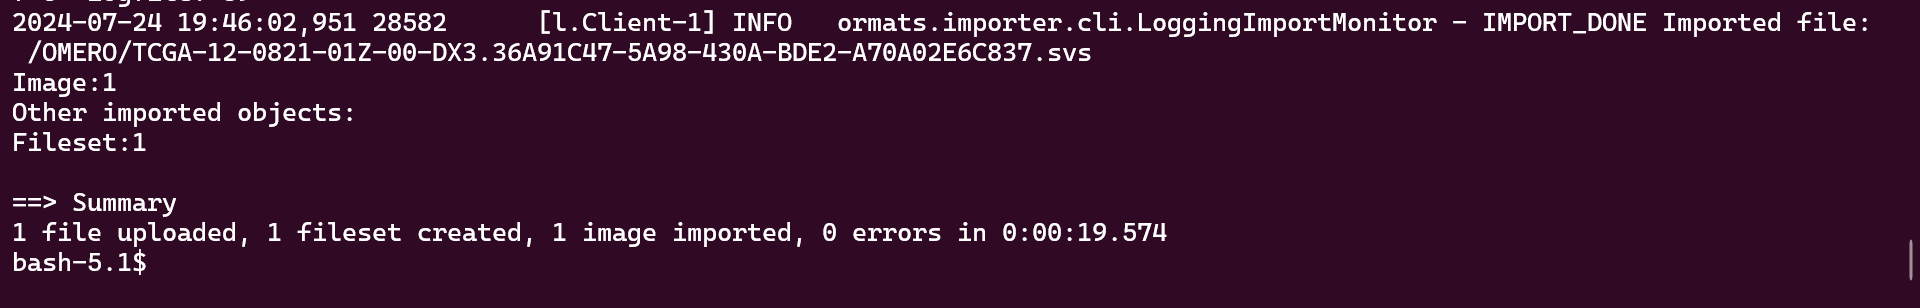 2024-07-24 19:46:02,951 28582      [l.Client-1] INFO   ormats.importer.cli.LoggingImportMonitor - IMPORT_DONE Imported file:
 /OMERO/TCGA-12-0821-01Z-00-DX3.36A91C47-5A98-430A-BDE2-A70A02E6C837.svs
Image:1
Other imported objects:
Fileset:1
==> Summary
1 file uploaded, 1 fileset created, 1 image imported, 0 errors in 0:00:19.574
bash-5.1$